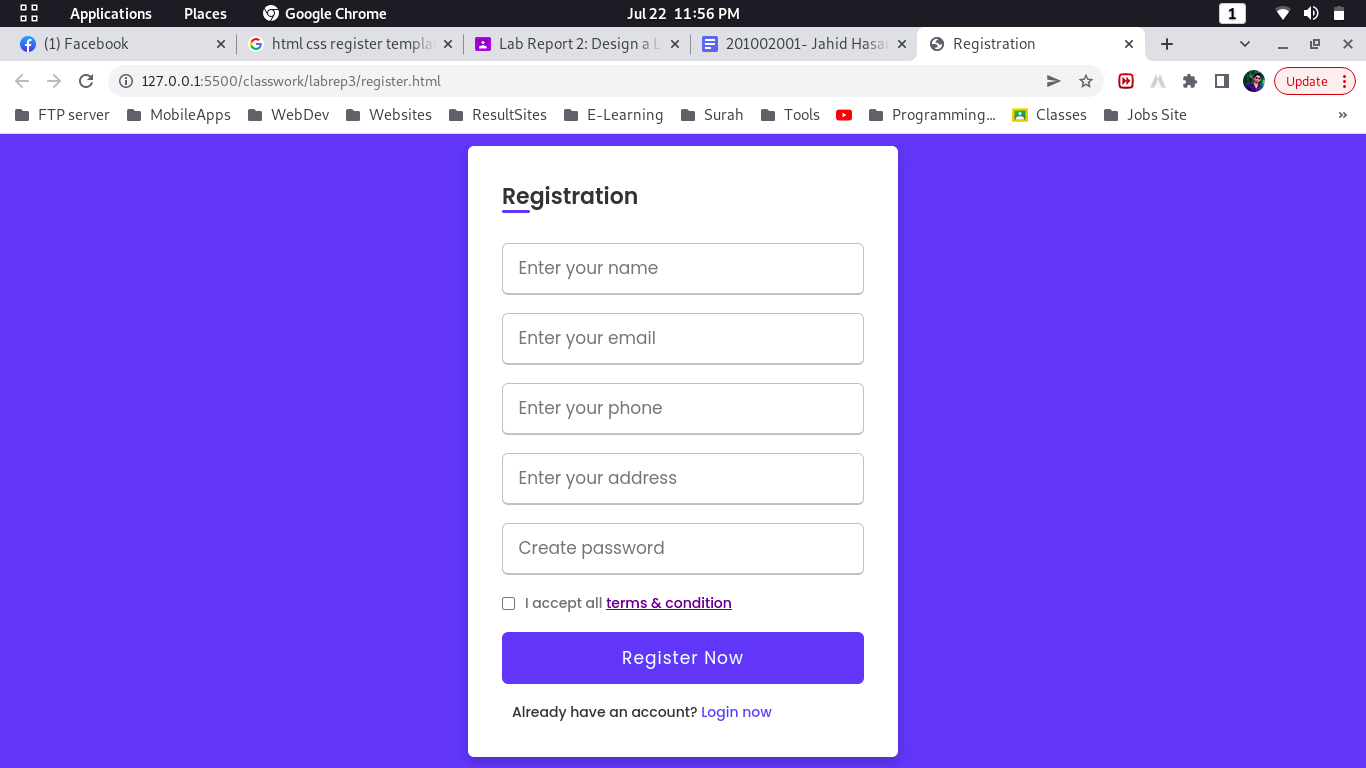 Applications Places Google Chrome Jul 22 11:56 PM 1
(1) Facebook html css register templa Lab Report 2: Design a L 201002001- Jahid Hasan Registration
127.0.0.1:5500/classwork/labrep3/register.html Update
FTP server MobileApps WebDev Websites ResultSites E-Learning Surah Tools Programming... Classes Jobs Site »
Registration
Enter your name
Enter your email
Enter your phone
Enter your address
Create password
I accept all terms & condition
Register Now
Already have an account? Login now